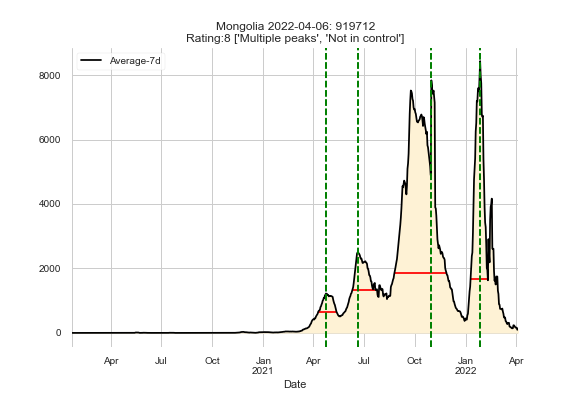 Mongolia 2022-04-06: 919712
Rating:8 ['Multiple peaks', 'Not in control']
Average-7d
8000
6000
4000
2000
0
Apr
Jul
Oct
Jan
2021
Apr
Jul
Oct
Jan
2022
Apr
Date